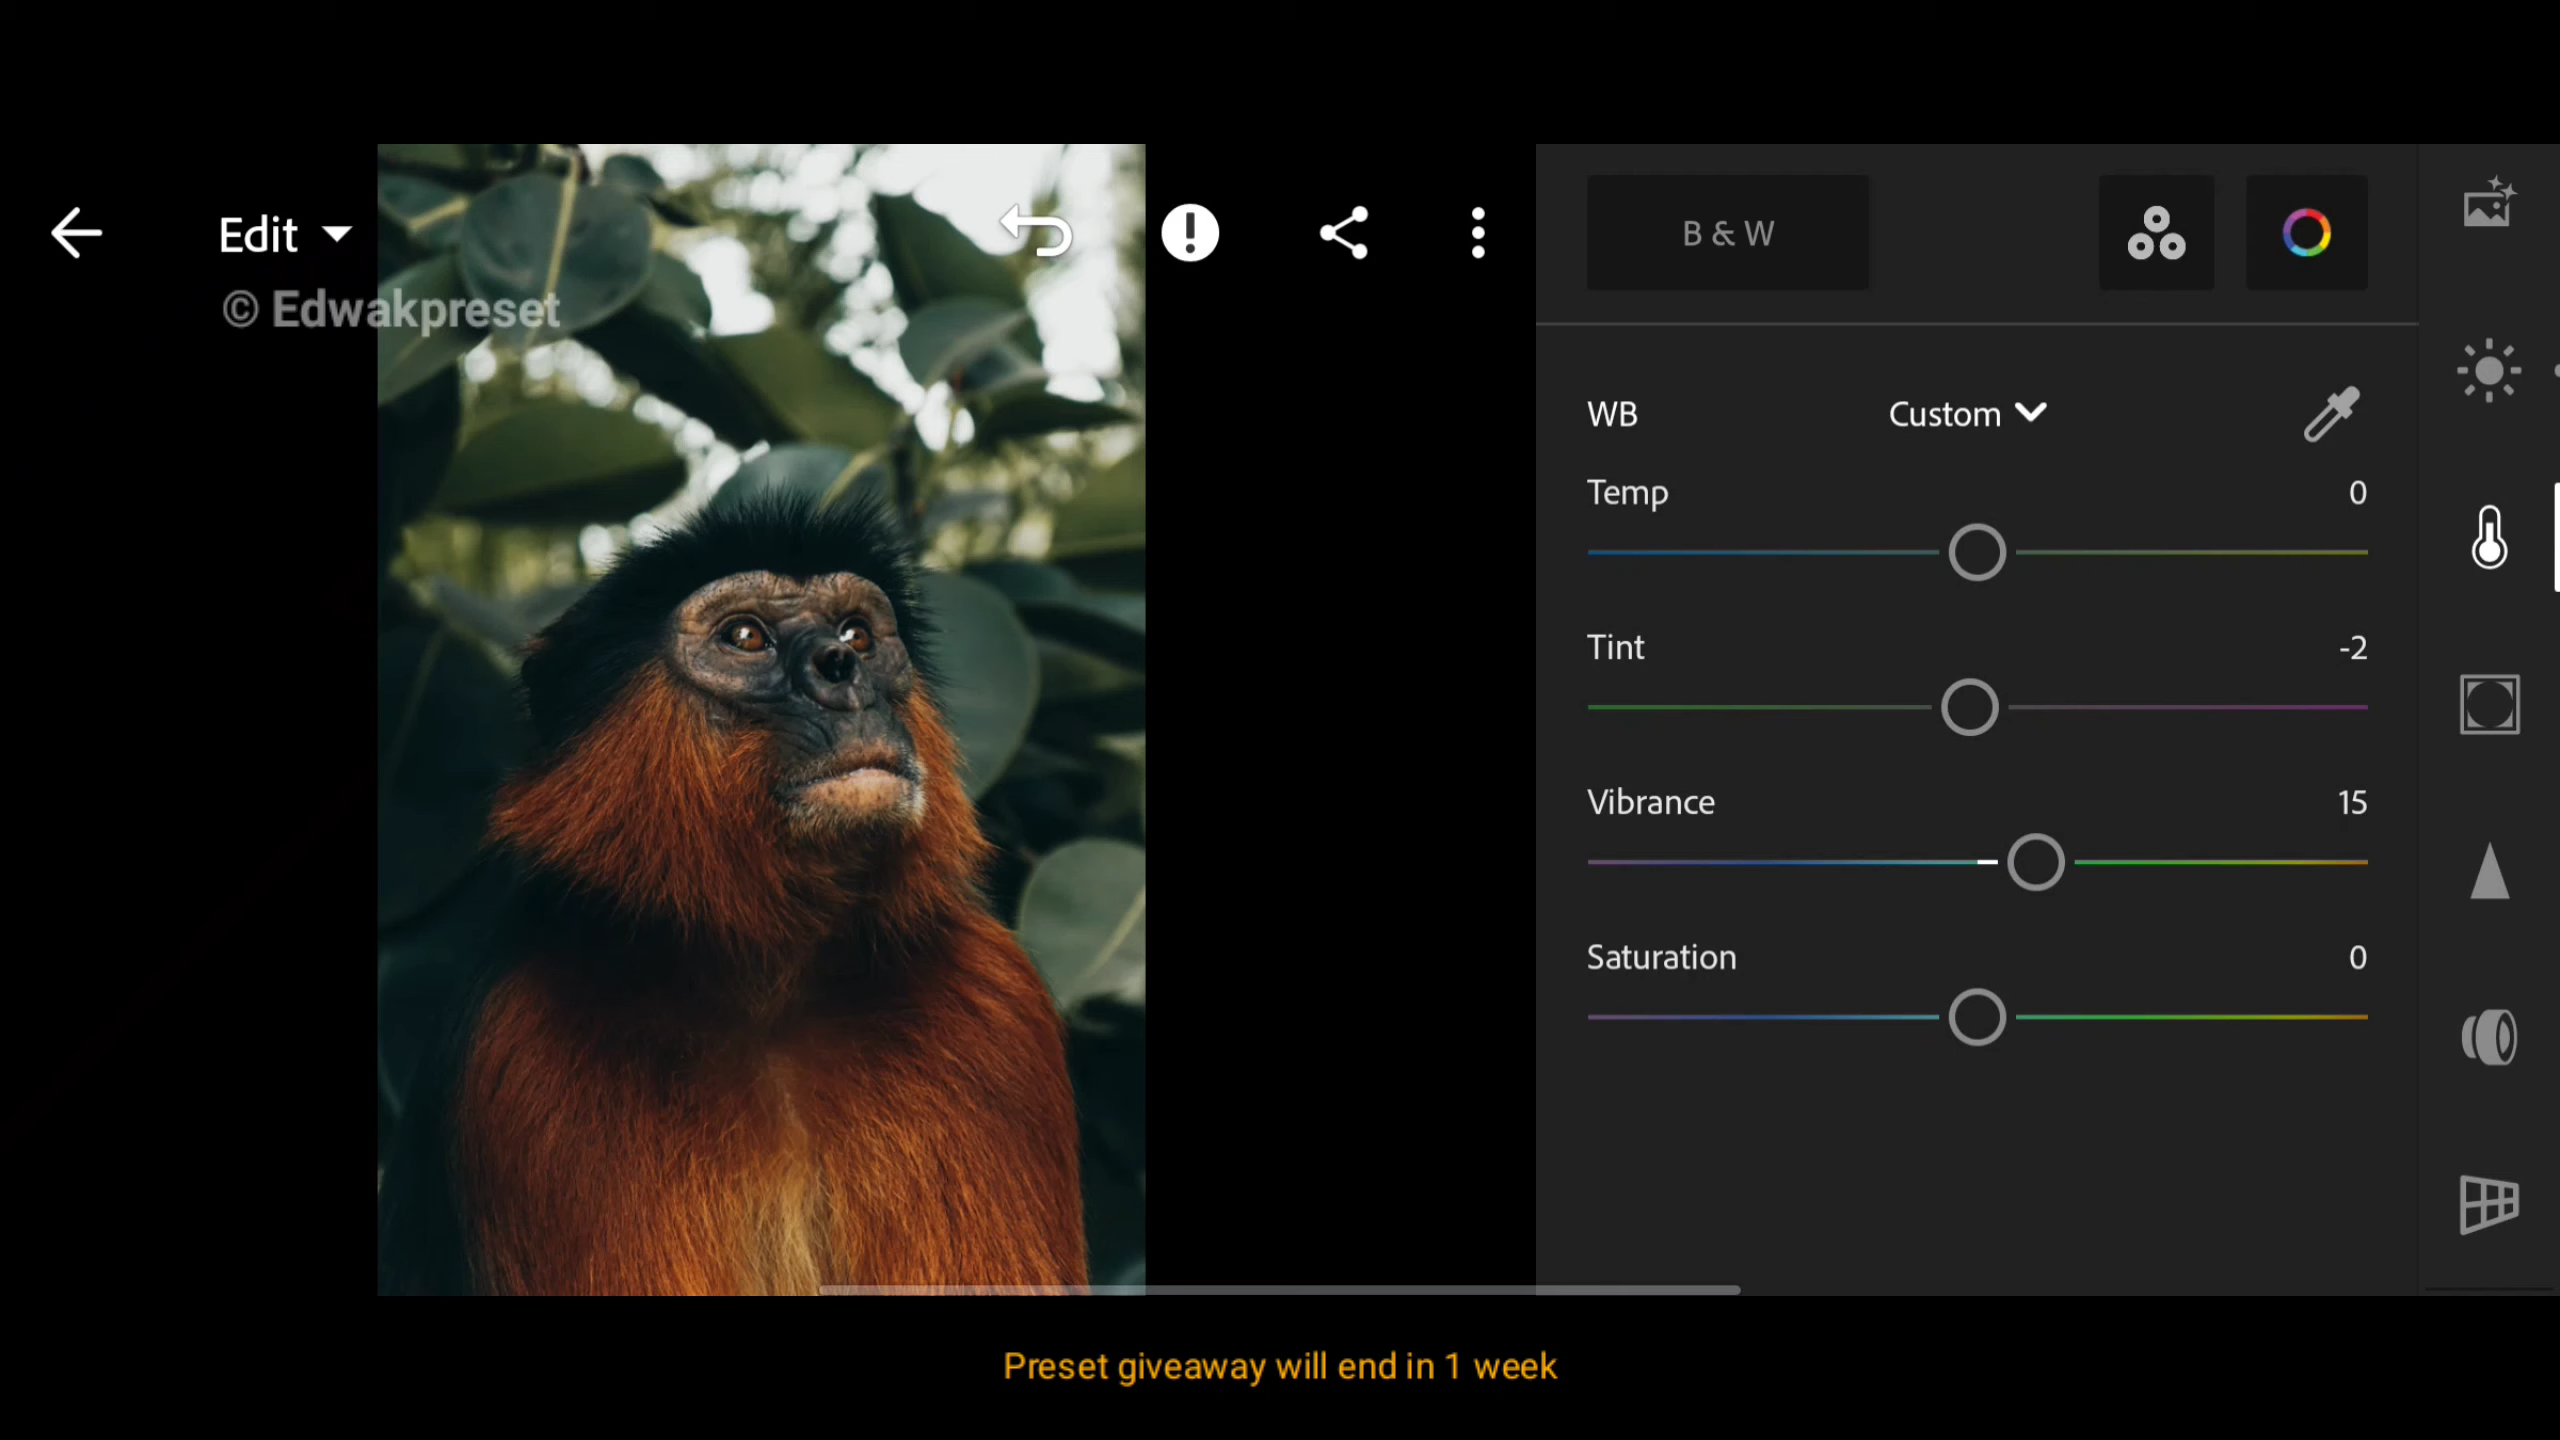 Edit
© Edwakpreset
B & W
WB
Custom
Temp
0
Tint
-2
Vibrance
15
Saturation
0
Preset giveaway will end in 1 week